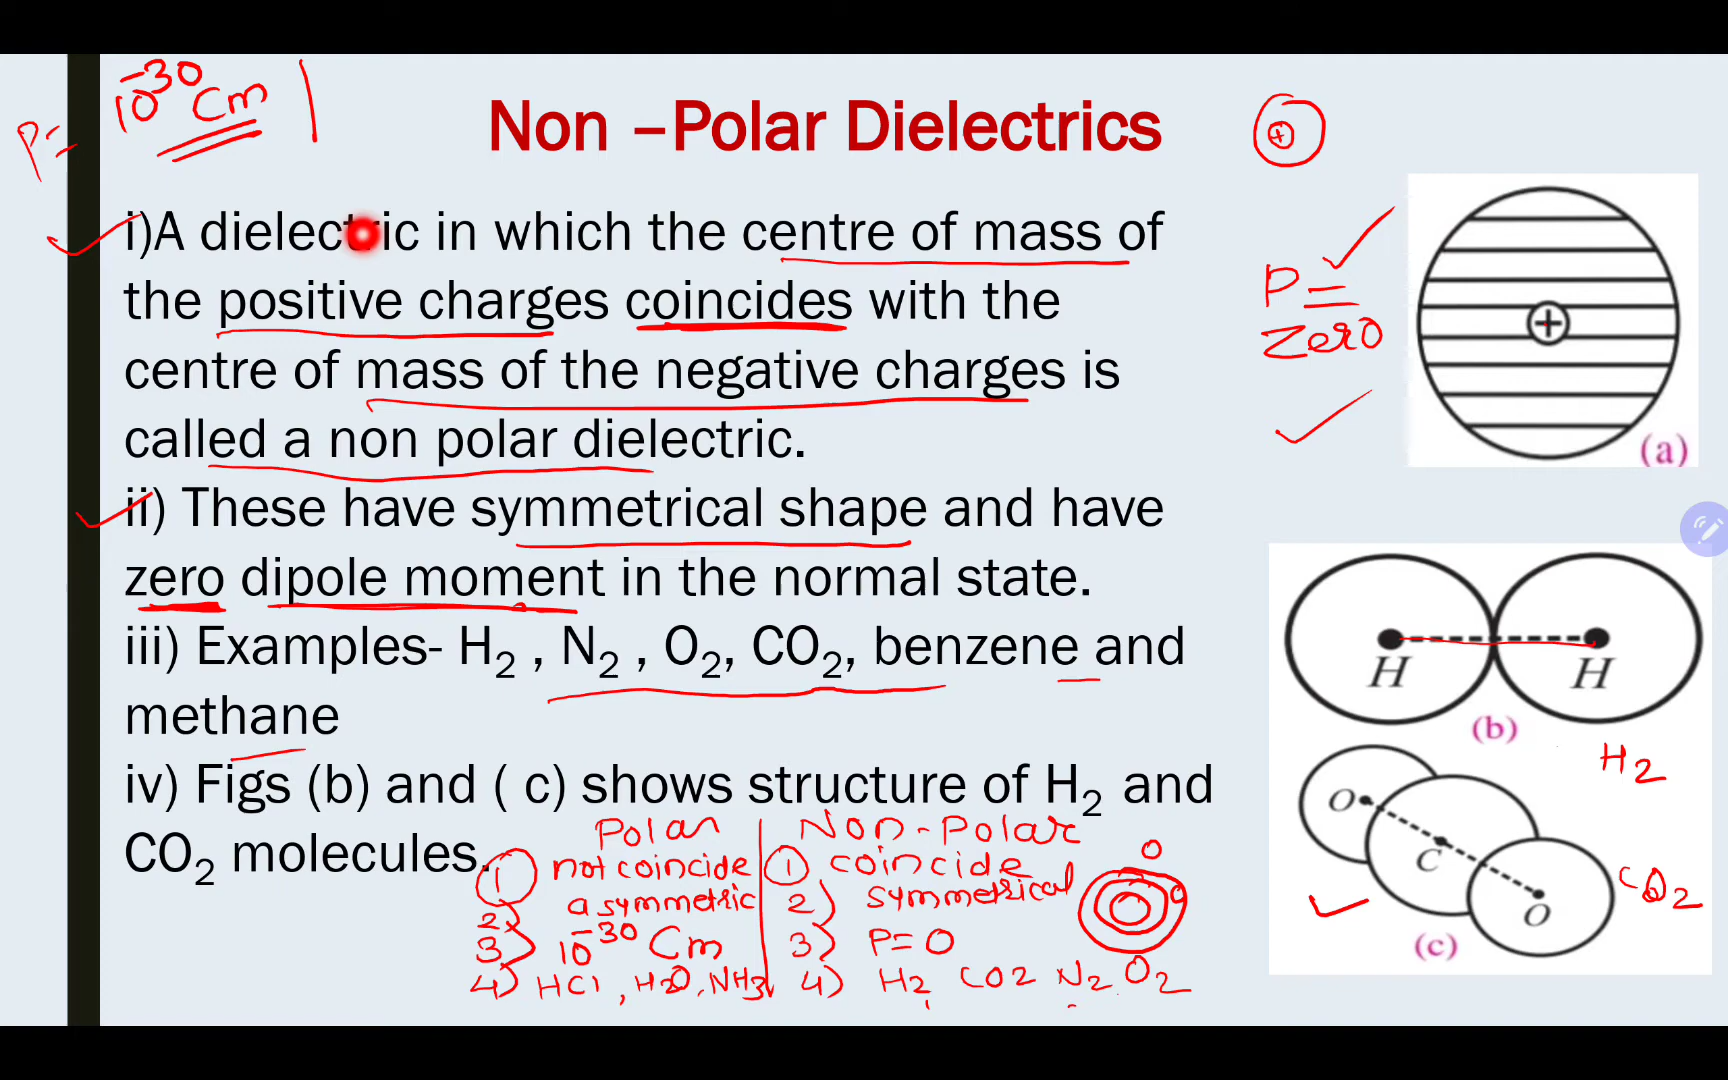 10⁻³⁰ Cm
P=
Non –Polar Dielectrics
+
i)A dielectric in which the centre of mass of
the positive charges coincides with the
centre of mass of the negative charges is
called a non polar dielectric.
ii) These have symmetrical shape and have
zero dipole moment in the normal state.
iii) Examples- H₂ , N₂ , O₂, CO₂, benzene and
methane
iv) Figs (b) and ( c) shows structure of H₂ and
CO₂ molecules.
P=
Zero
+
(a)
H H
(b)
H₂
O
C
O
CO₂
(c)
Polar | Non-Polar
1 not coincide 1 coincide
2) asymmetric 2) symmetrical
3) 10⁻³⁰ Cm 3) P=0
4) HCl, H₂O, NH₃ 4) H₂, CO2 N₂ O₂